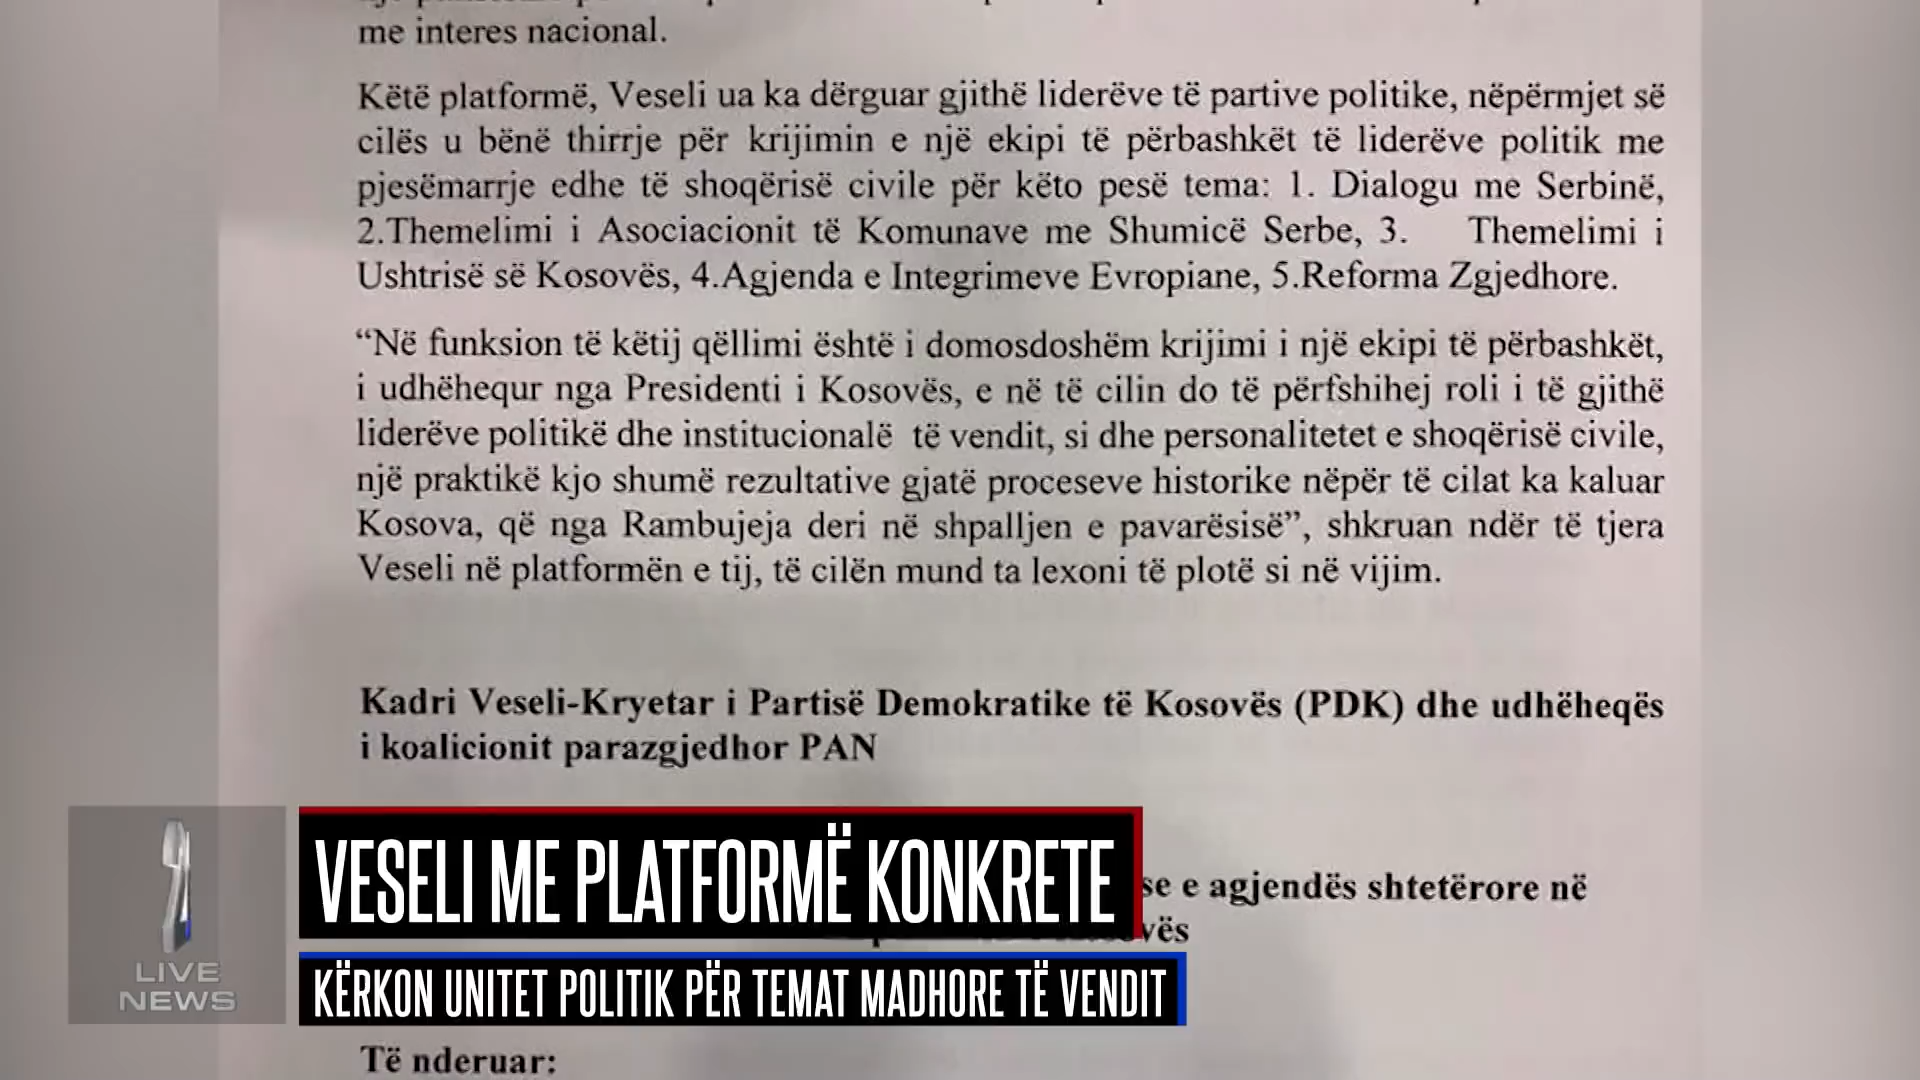 me interes nacional.
Këtë platformë, Veseli ua ka dërguar gjithë liderëve të partive politike, nëpërmjet së
cilës u bënë thirrje për krijimin e një ekipi të përbashkët të liderëve politik me
pjesëmarrje edhe të shoqërisë civile për këto pesë tema: 1. Dialogu me Serbinë,
2.Themelimi i Asociacionit të Komunave me Shumicë Serbe, 3. Themelimi i
Ushtrisë së Kosovës, 4.Agjenda e Integrimeve Evropiane, 5.Reforma Zgjedhore.
“Në funksion të këtij qëllimi është i domosdoshëm krijimi i një ekipi të përbashkët,
i udhëhequr nga Presidenti i Kosovës, e në të cilin do të përfshihej roli i të gjithë
liderëve politikë dhe institucionalë të vendit, si dhe personalitetet e shoqërisë civile,
një praktikë kjo shumë rezultative gjatë proceseve historike nëpër të cilat ka kaluar
Kosova, që nga Rambujeja deri në shpalljen e pavarësisë”, shkruan ndër të tjera
Veseli në platformën e tij, të cilën mund ta lexoni të plotë si në vijim.
Kadri Veseli-Kryetar i Partisë Demokratike të Kosovës (PDK) dhe udhëheqës
i koalicionit parazgjedhor PAN
VESELI ME PLATFORMË KONKRETE
se e agjendës shtetërore në
vës
KËRKON UNITET POLITIK PËR TEMAT MADHORE TË VENDIT
LIVE
NEWS
Të nderuar: